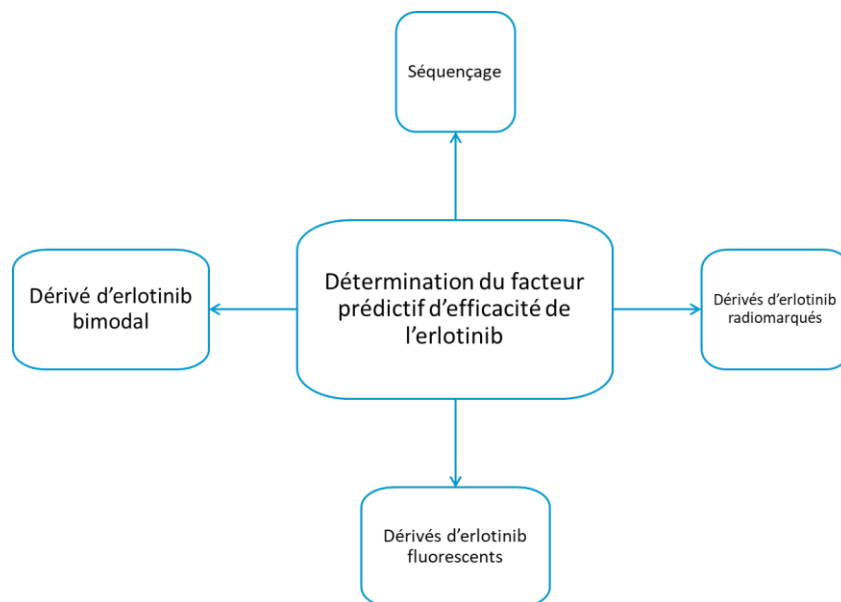 Séquençage
Dérivé d'erlotinib
bimodal
Détermination du facteur
prédictif d'efficacité de
l'erlotinib
Dérivés d'erlotinib
radiomarqués
Dérivés d'erlotinib
fluorescents